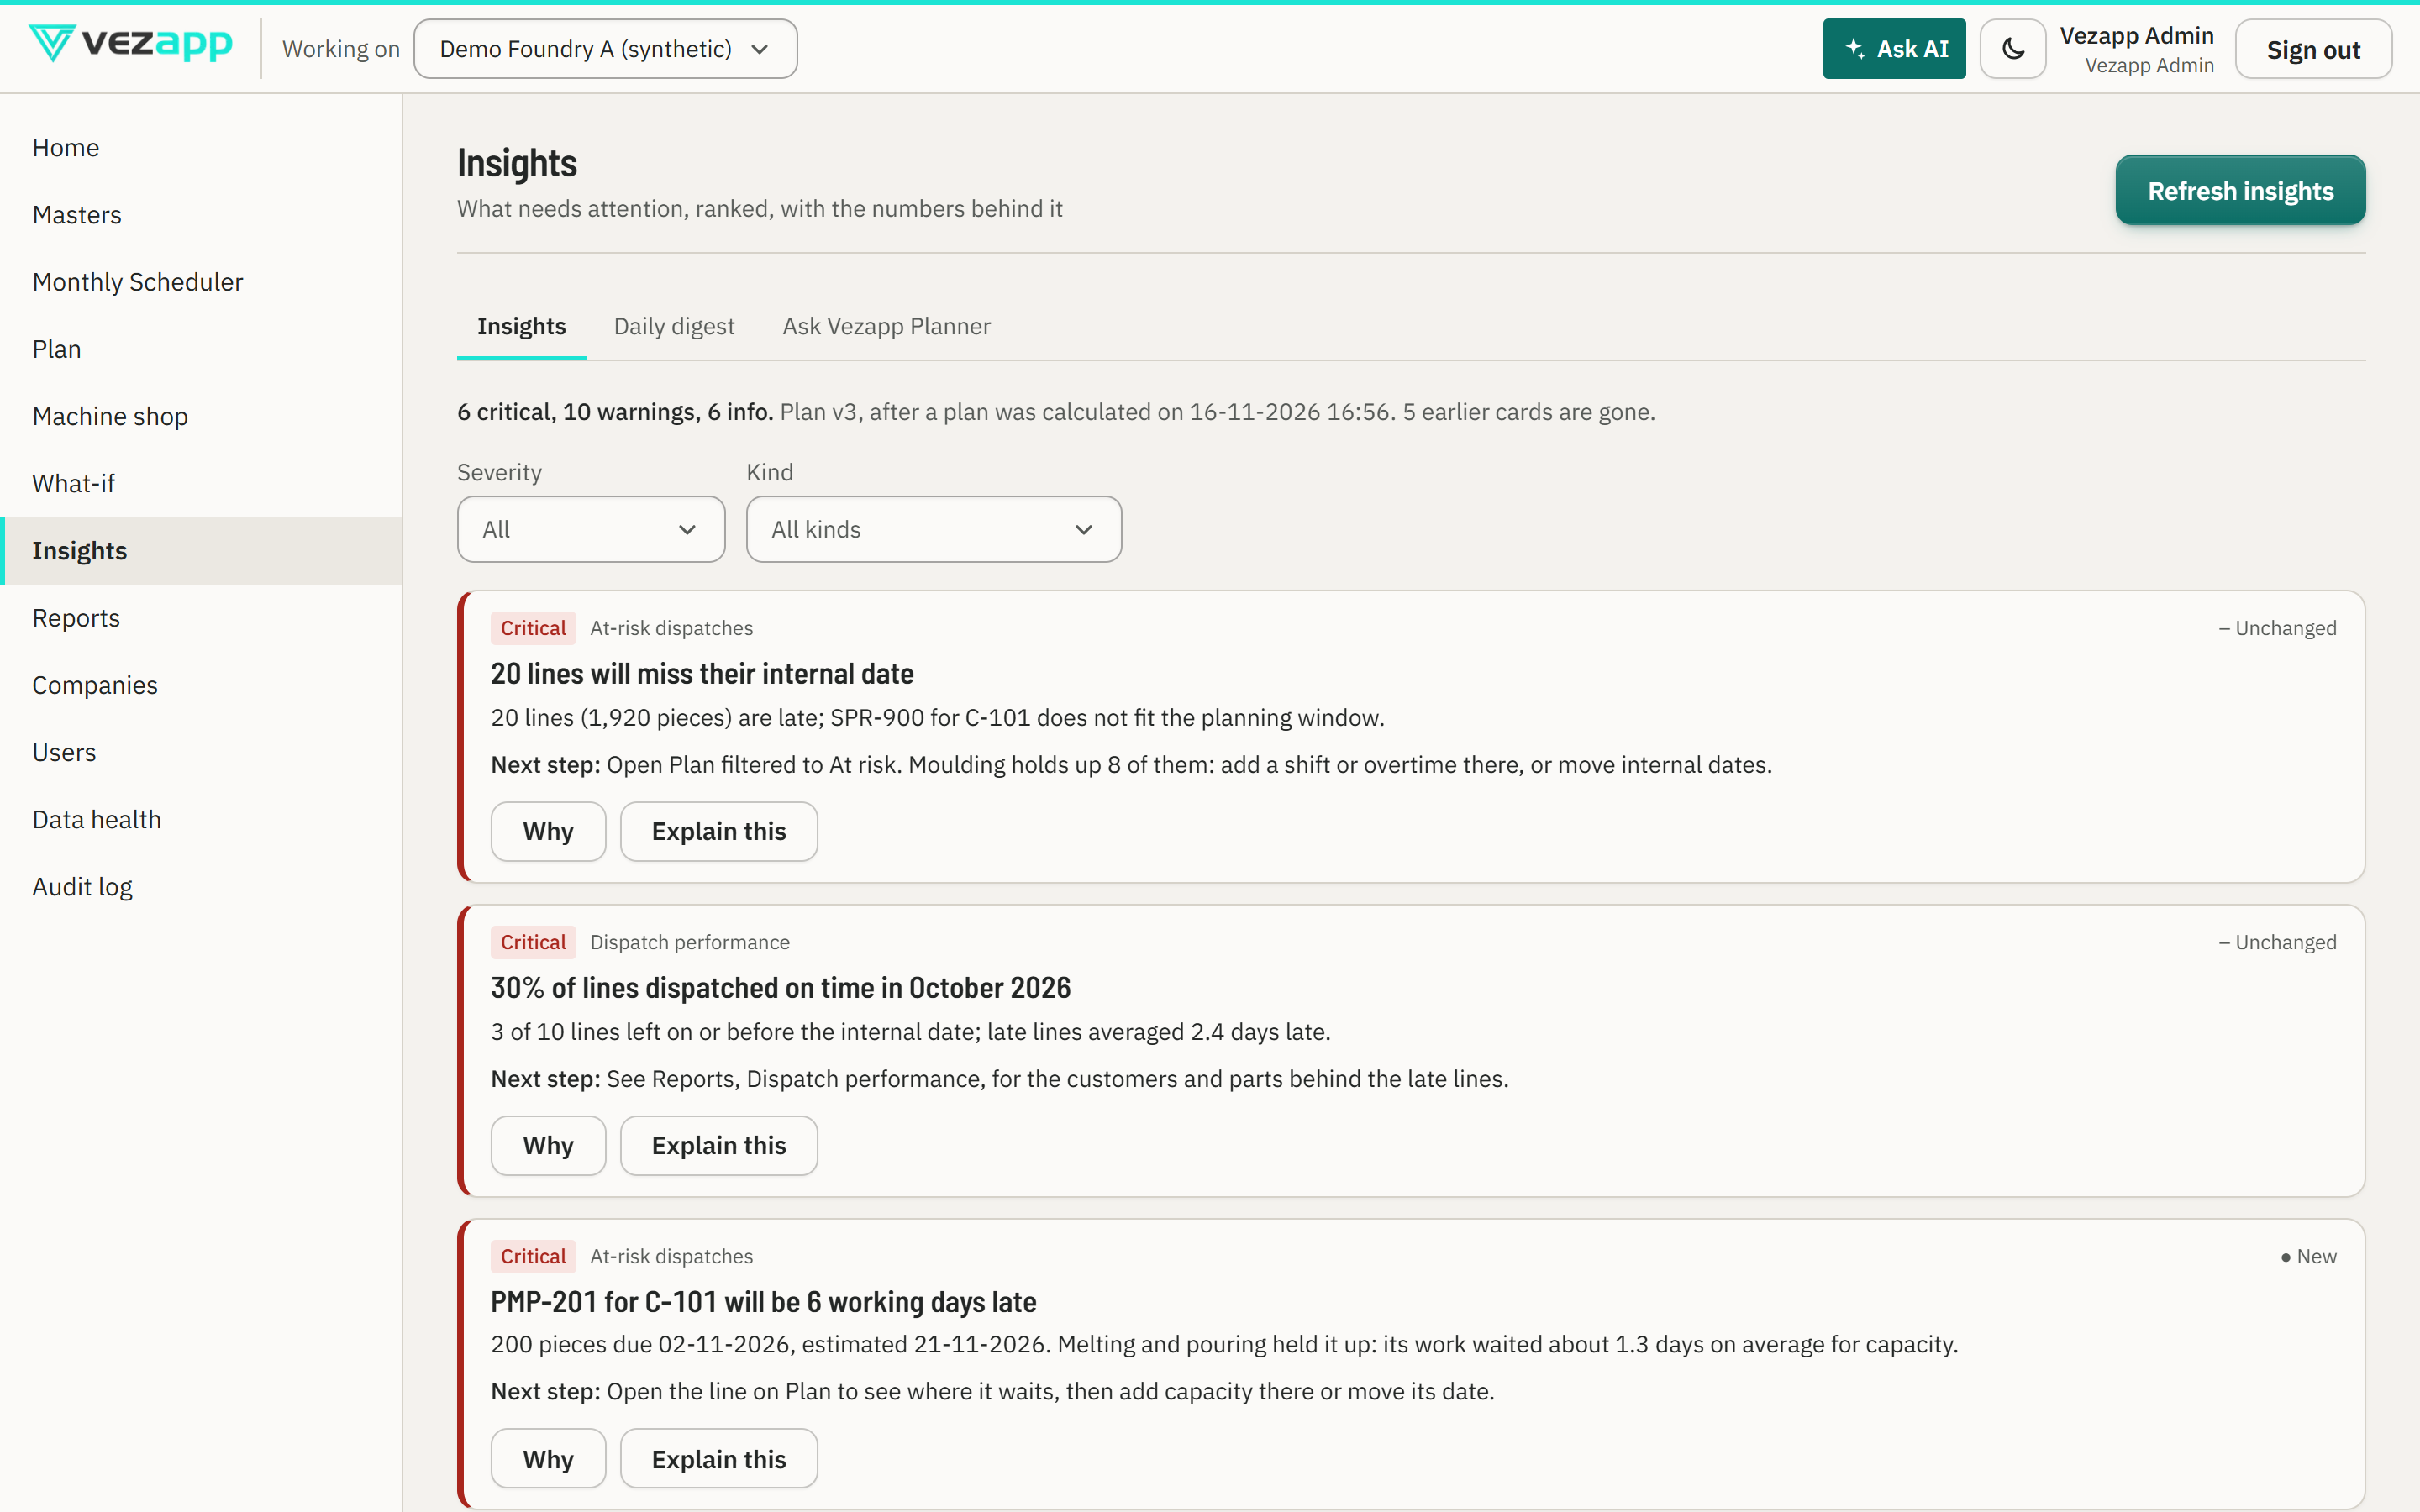 vezapp
Working on
Demo Foundry A (synthetic)
Ask AI
Vezapp Admin
Vezapp Admin
Sign out
Home
Masters
Monthly Scheduler
Plan
Machine shop
What-if
Insights
Reports
Companies
Users
Data health
Audit log
Insights
What needs attention, ranked, with the numbers behind it
Refresh insights
Insights
Daily digest
Ask Vezapp Planner
6 critical, 10 warnings, 6 info. Plan v3, after a plan was calculated on 16-11-2026 16:56. 5 earlier cards are gone.
Severity
Kind
All
All kinds
Critical
At-risk dispatches
– Unchanged
20 lines will miss their internal date
20 lines (1,920 pieces) are late; SPR-900 for C-101 does not fit the planning window.
Next step: Open Plan filtered to At risk. Moulding holds up 8 of them: add a shift or overtime there, or move internal dates.
Why
Explain this
Critical
Dispatch performance
– Unchanged
30% of lines dispatched on time in October 2026
3 of 10 lines left on or before the internal date; late lines averaged 2.4 days late.
Next step: See Reports, Dispatch performance, for the customers and parts behind the late lines.
Why
Explain this
Critical
At-risk dispatches
• New
PMP-201 for C-101 will be 6 working days late
200 pieces due 02-11-2026, estimated 21-11-2026. Melting and pouring held it up: its work waited about 1.3 days on average for capacity.
Next step: Open the line on Plan to see where it waits, then add capacity there or move its date.
Why
Explain this